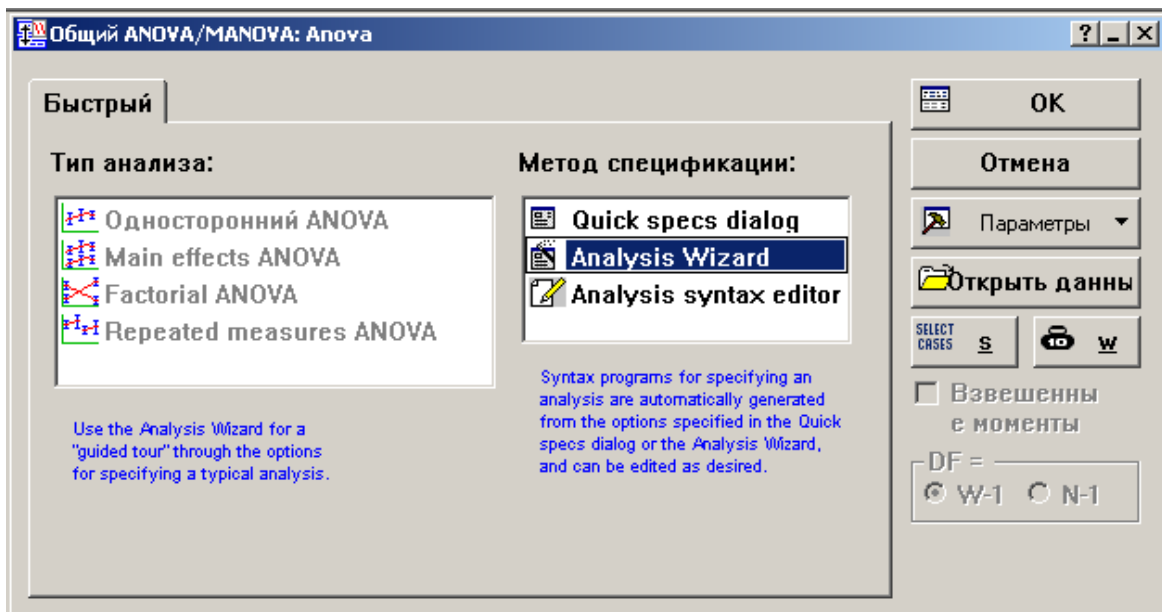 Общий ANOVA/MANOVA: Anova
Быстрый
Тип анализа:
Односторонний ANOVA
Main effects ANOVA
Factorial ANOVA
Repeated measures ANOVA
Use the Analysis Wizard for a
"guided tour" through the options
for specifying a typical analysis.
Метод спецификации:
Quick specs dialog
Analysis Wizard
Analysis syntax editor
Syntax programs for specifying an
analysis are automatically generated
from the options specified in the Quick
specs dialog or the Analysis Wizard,
and can be edited as desired.
OK
Отмена
Параметры
Открыть данны
SELECT
CASES S
10 w
Взвешенны
е моменты
DF =
W-1 N-1